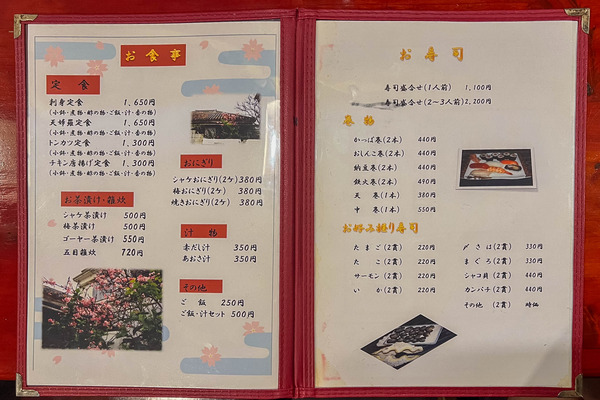 お食事
定食
刺身定食 1,650円
(小鉢・煮物・酢の物・ご飯・汁・香の物)
天婦羅定食 1,650円
(小鉢・煮物・酢の物・ご飯・汁・香の物)
トンカツ定食 1,300円
(小鉢・煮物・酢の物・ご飯・汁・香の物)
チキン唐揚げ定食 1,300円
(小鉢・煮物・酢の物・ご飯・汁・香の物)
お茶漬け・雑炊
シャケ茶漬け 500円
梅茶漬け 500円
ゴーヤー茶漬け 550円
五目雑炊 720円
おにぎり
シャケおにぎり(2ケ) 380円
梅おにぎり(2ケ) 380円
焼きおにぎり(2ケ) 380円
汁物
赤だし汁 350円
あおさ汁 350円
その他
ご飯 250円
ご飯・汁セット 500円
お寿司
寿司盛合せ(1人前) 1,100円
寿司盛合せ(2〜3人前) 2,200円
巻物
かっぱ巻(2本) 440円
おしんこ巻(2本) 440円
納豆巻(2本) 440円
鉄火巻(2本) 490円
天巻(1本) 380円
中巻(1本) 550円
お好み握り寿司
たまご(2貫) 220円
たこ(2貫) 220円
サーモン(2貫) 220円
いか(2貫) 220円
〆さば(2貫) 330円
まぐろ(2貫) 330円
シャコ貝(2貫) 440円
カンパチ(2貫) 440円
その他(2貫) 時価